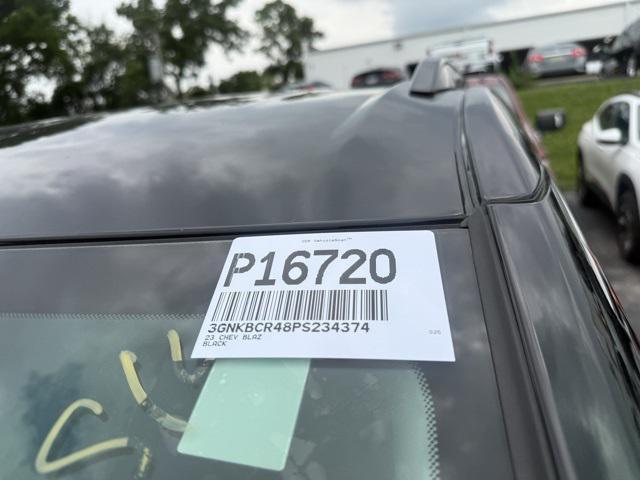 P16720
3GNKBCR48PS234374
23 CHEV BLAZ
BLACK